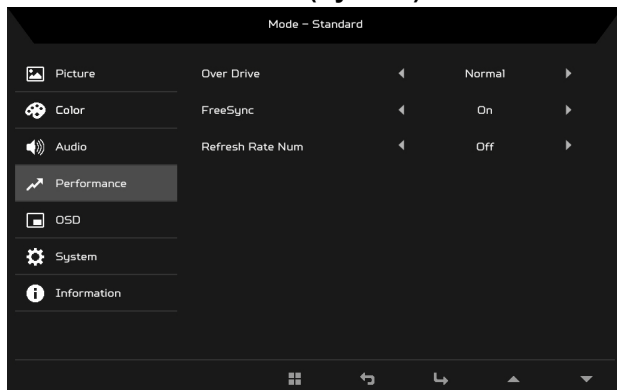 Mode – Standard
Picture
Over Drive Normal
Color
FreeSync On
Audio
Refresh Rate Num Off
Performance
OSD
System
Information